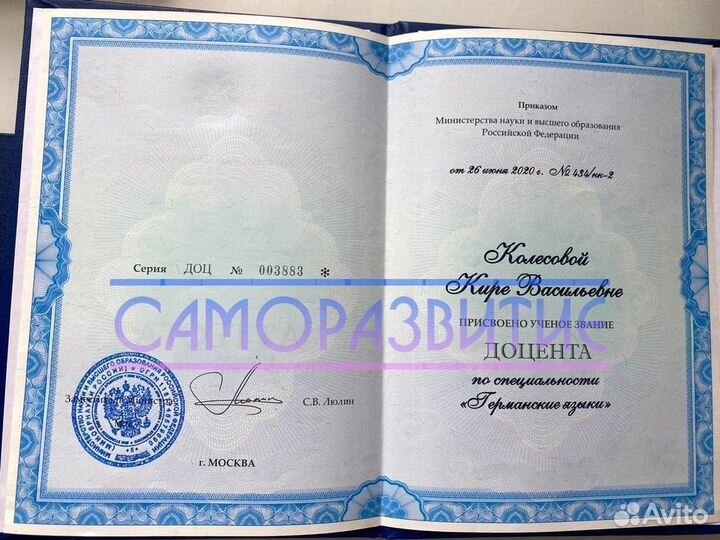 Серия ДОЦ № 003883 *
САМОРАЗВИТИЕ
С.В. Люлин
г. МОСКВА
Приказом
Министерства науки и высшего образования
Российской Федерации
от 26 июня 2020 г. № 434/нк-2
Колесовой
Кире Васильевне
ПРИСВОЕНО УЧЕНОЕ ЗВАНИЕ
ДОЦЕНТА
по специальности
«Германские языки»
Avito